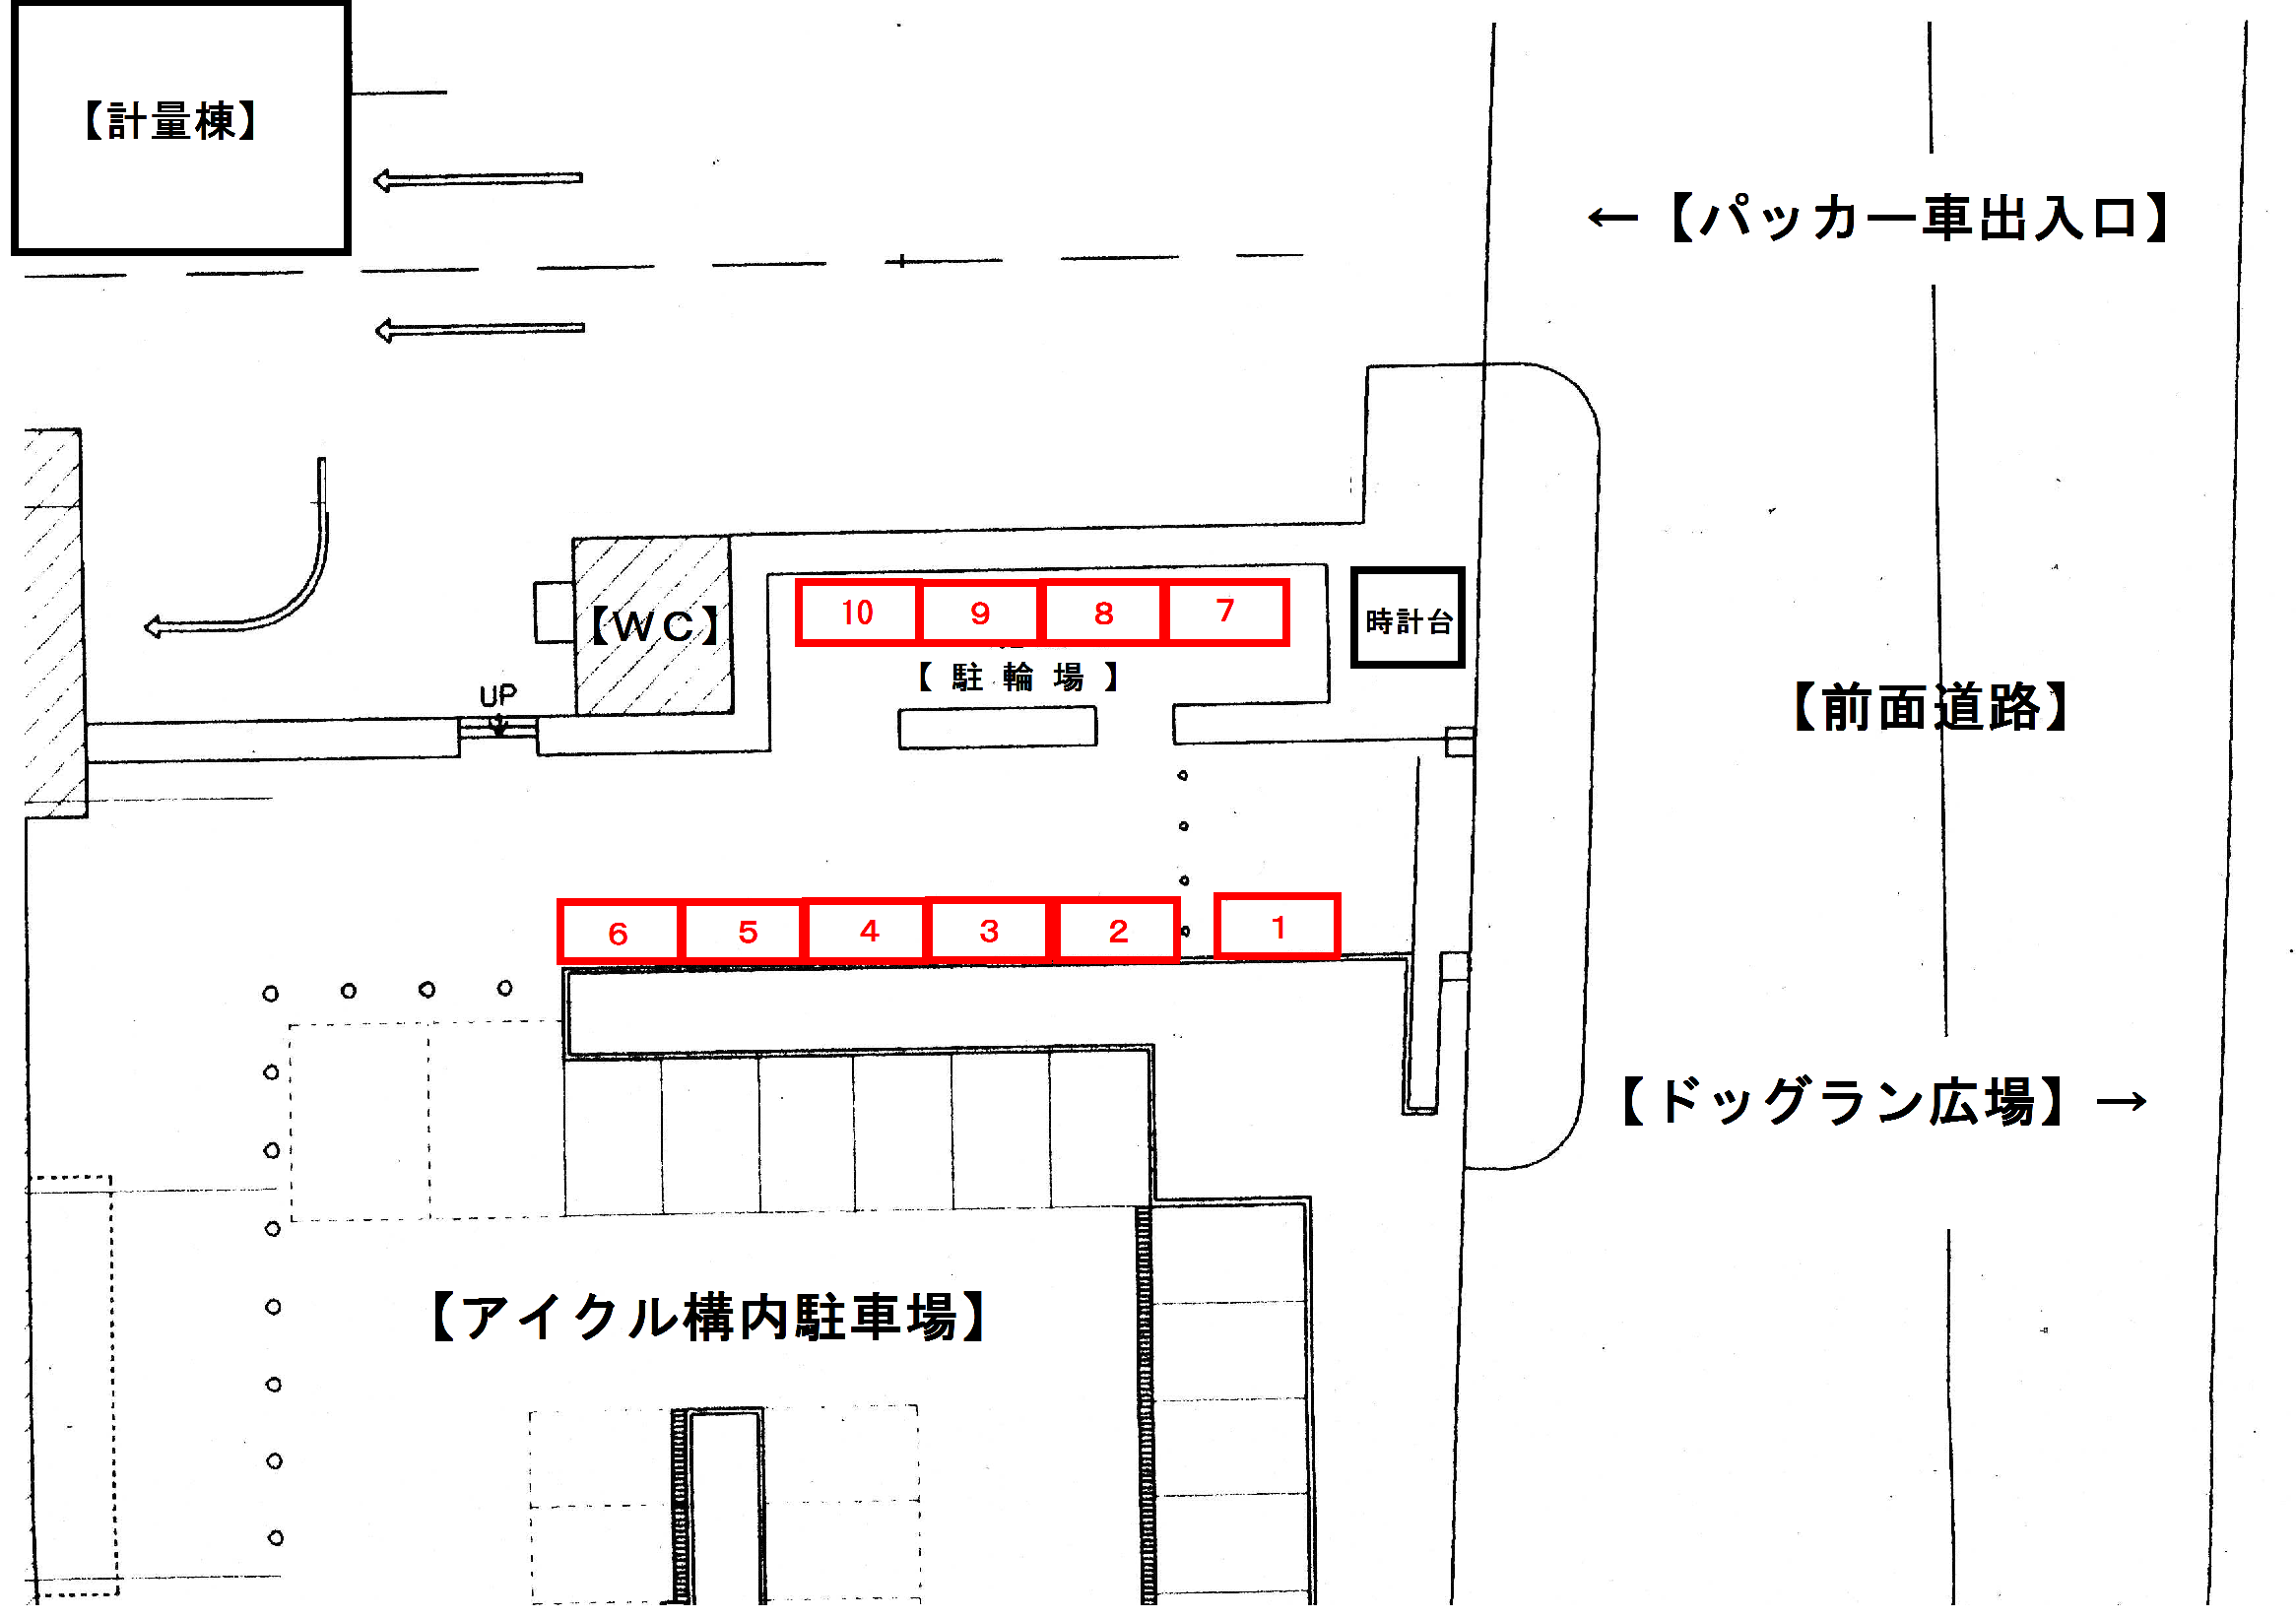 【計量棟】
←【パッカー車出入口】
【WC】
10 9 8 7
時計台
【 駐 輪 場 】
UP
【前面道路】
6 5 4 3 2 1
【ドッグラン広場】→
【アイクル構内駐車場】